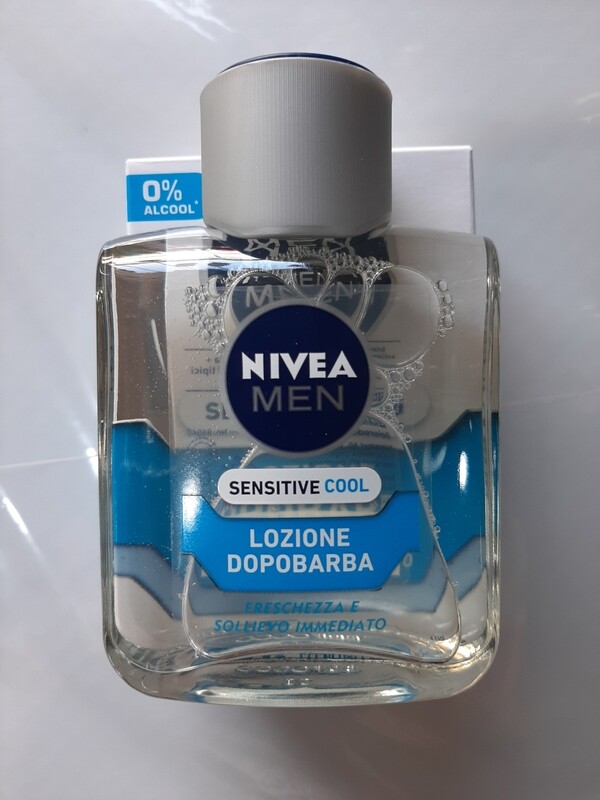 0%
ALCOOL*
NIVEA
MEN
SENSITIVE COOL
LOZIONE
DOPOBARBA
FRESCHEZZA E
SOLLIEVO IMMEDIATO